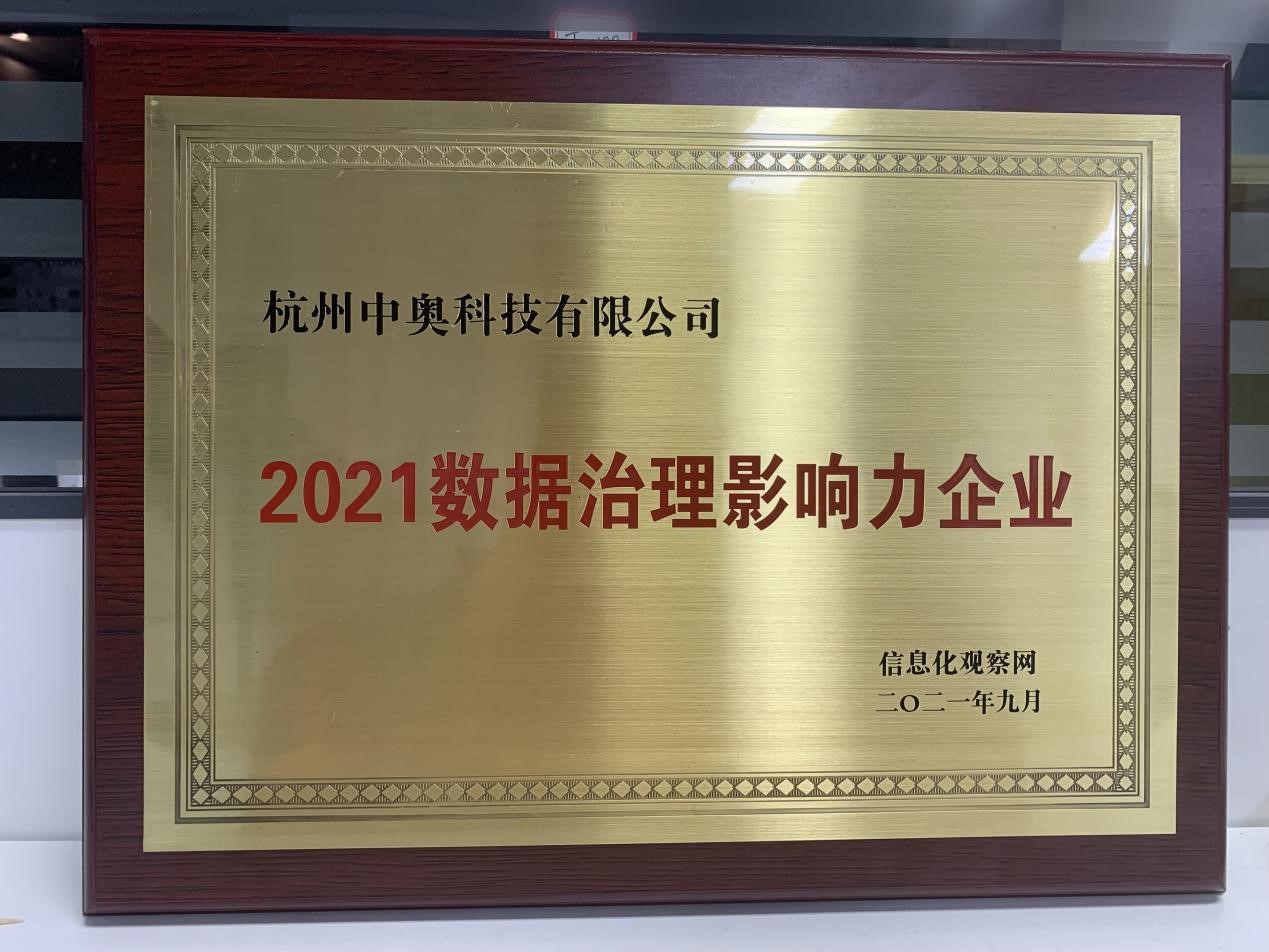 杭州中奥科技有限公司
2021数据治理影响力企业
信息化观察网
二〇二一年九月